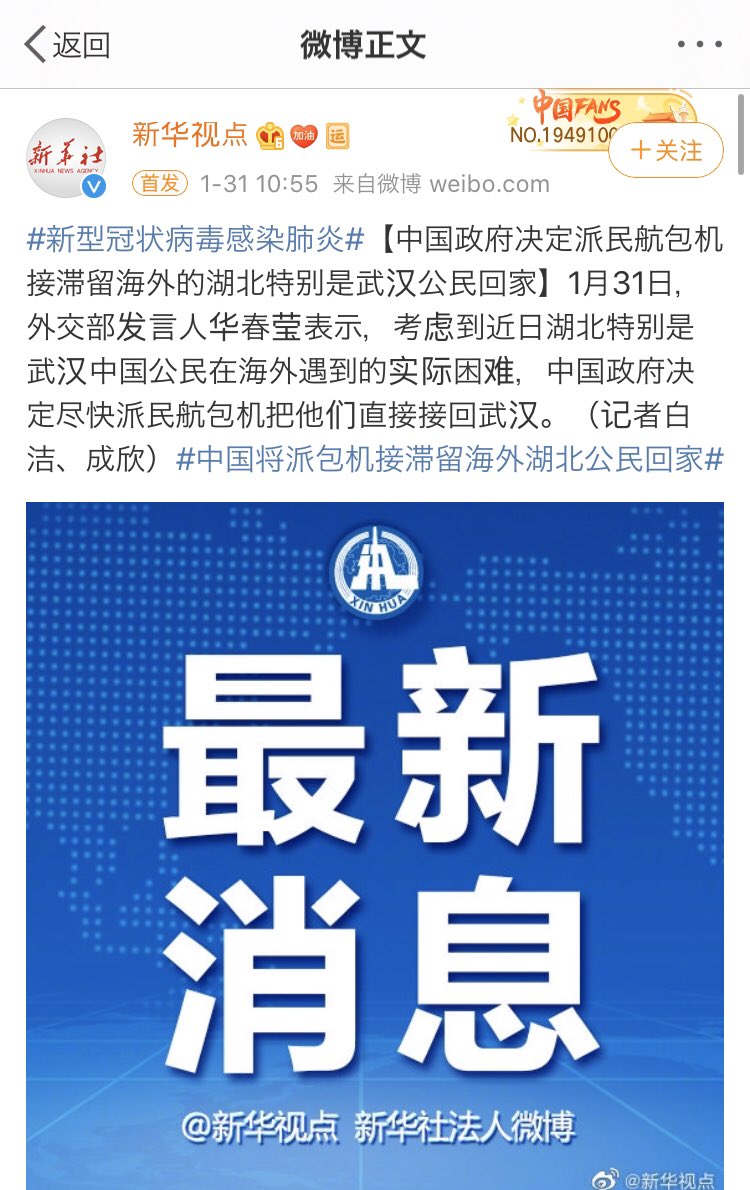 返回
微博正文
新华社
XINHUA NEWS AGENCY
新华视点 加油 运
中国FANS
NO.1949100
+关注
首发 1-31 10:55 来自微博 weibo.com
#新型冠状病毒感染肺炎#【中国政府决定派民航包机
接滞留海外的湖北特别是武汉公民回家】1月31日，
外交部发言人华春莹表示，考虑到近日湖北特别是
武汉中国公民在海外遇到的实际困难，中国政府决
定尽快派民航包机把他们直接接回武汉。（记者白
洁、成欣）#中国将派包机接滞留海外湖北公民回家#
XIN HUA
最新
消息
@新华视点 新华社法人微博
@新华视点